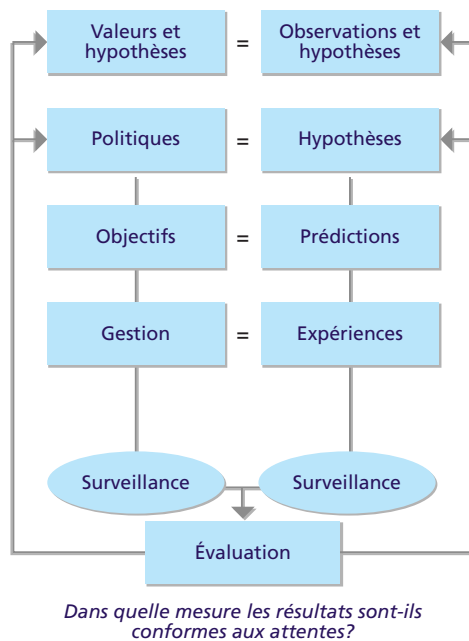 Valeurs et
hypothèses
=
Observations et
hypothèses
Politiques
=
Hypothèses
Objectifs
=
Prédictions
Gestion
=
Expériences
Surveillance
Surveillance
Évaluation
Dans quelle mesure les résultats sont-ils
conformes aux attentes?